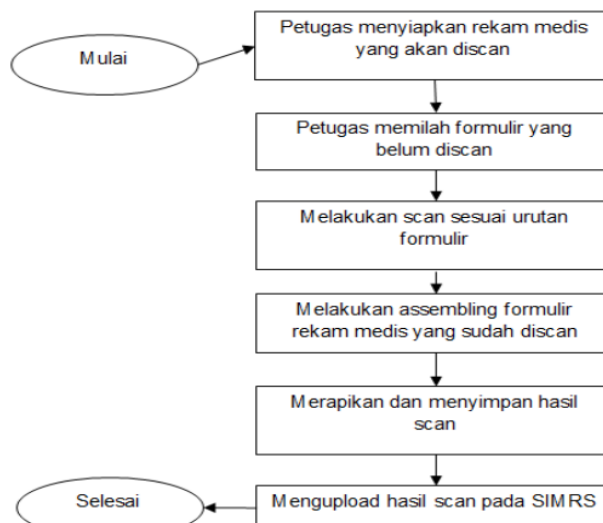 Mulai
Petugas menyiapkan rekam medis
yang akan discan
Petugas memilah formulir yang
belum discan
Melakukan scan sesuai urutan
formulir
Melakukan assembling formulir
rekam medis yang sudah discan
Merapikan dan menyimpan hasil
scan
Mengupload hasil scan pada SIMRS
Selesai